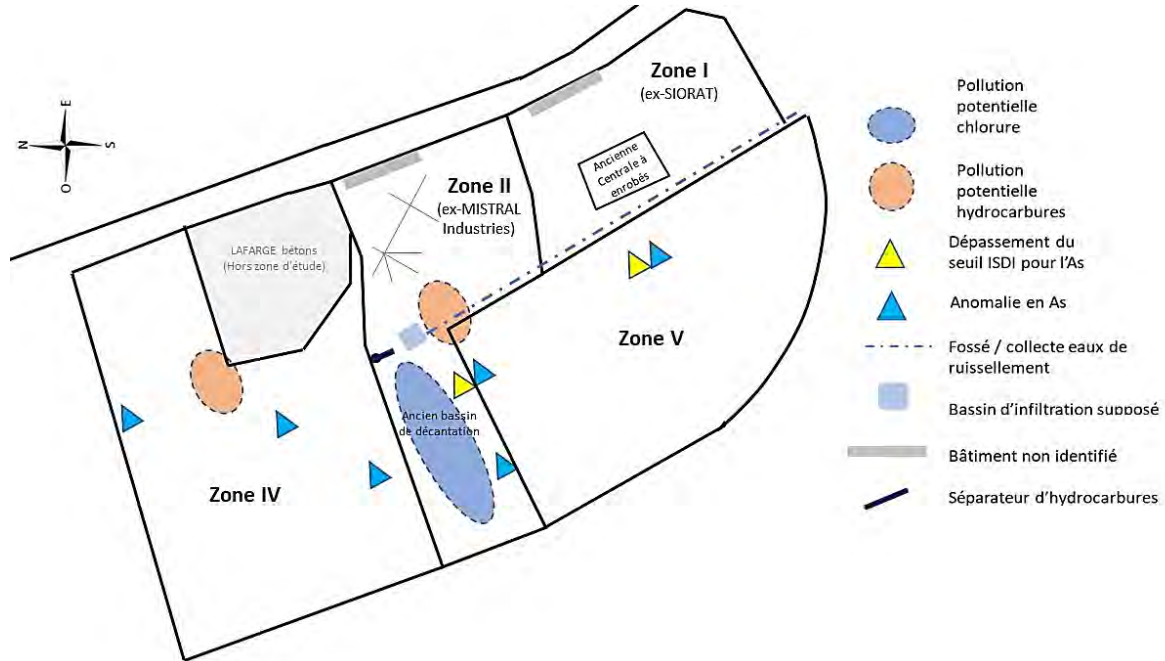 Zone I
(ex-SIORAT)
Ancienne
Centrale à
enrobés
Zone II
(ex-MISTRAL
Industries)
LAFARGE bétons
(Hors zone d'étude)
Zone V
Ancien bassin
de décantation
Zone IV
N
E
S
O
Pollution
potentielle
chlorure
Pollution
potentielle
hydrocarbures
Dépassement du
seuil ISDI pour l'As
Anomalie en As
Fossé / collecte eaux de
ruissellement
Bassin d'infiltration supposé
Bâtiment non identifié
Séparateur d'hydrocarbures